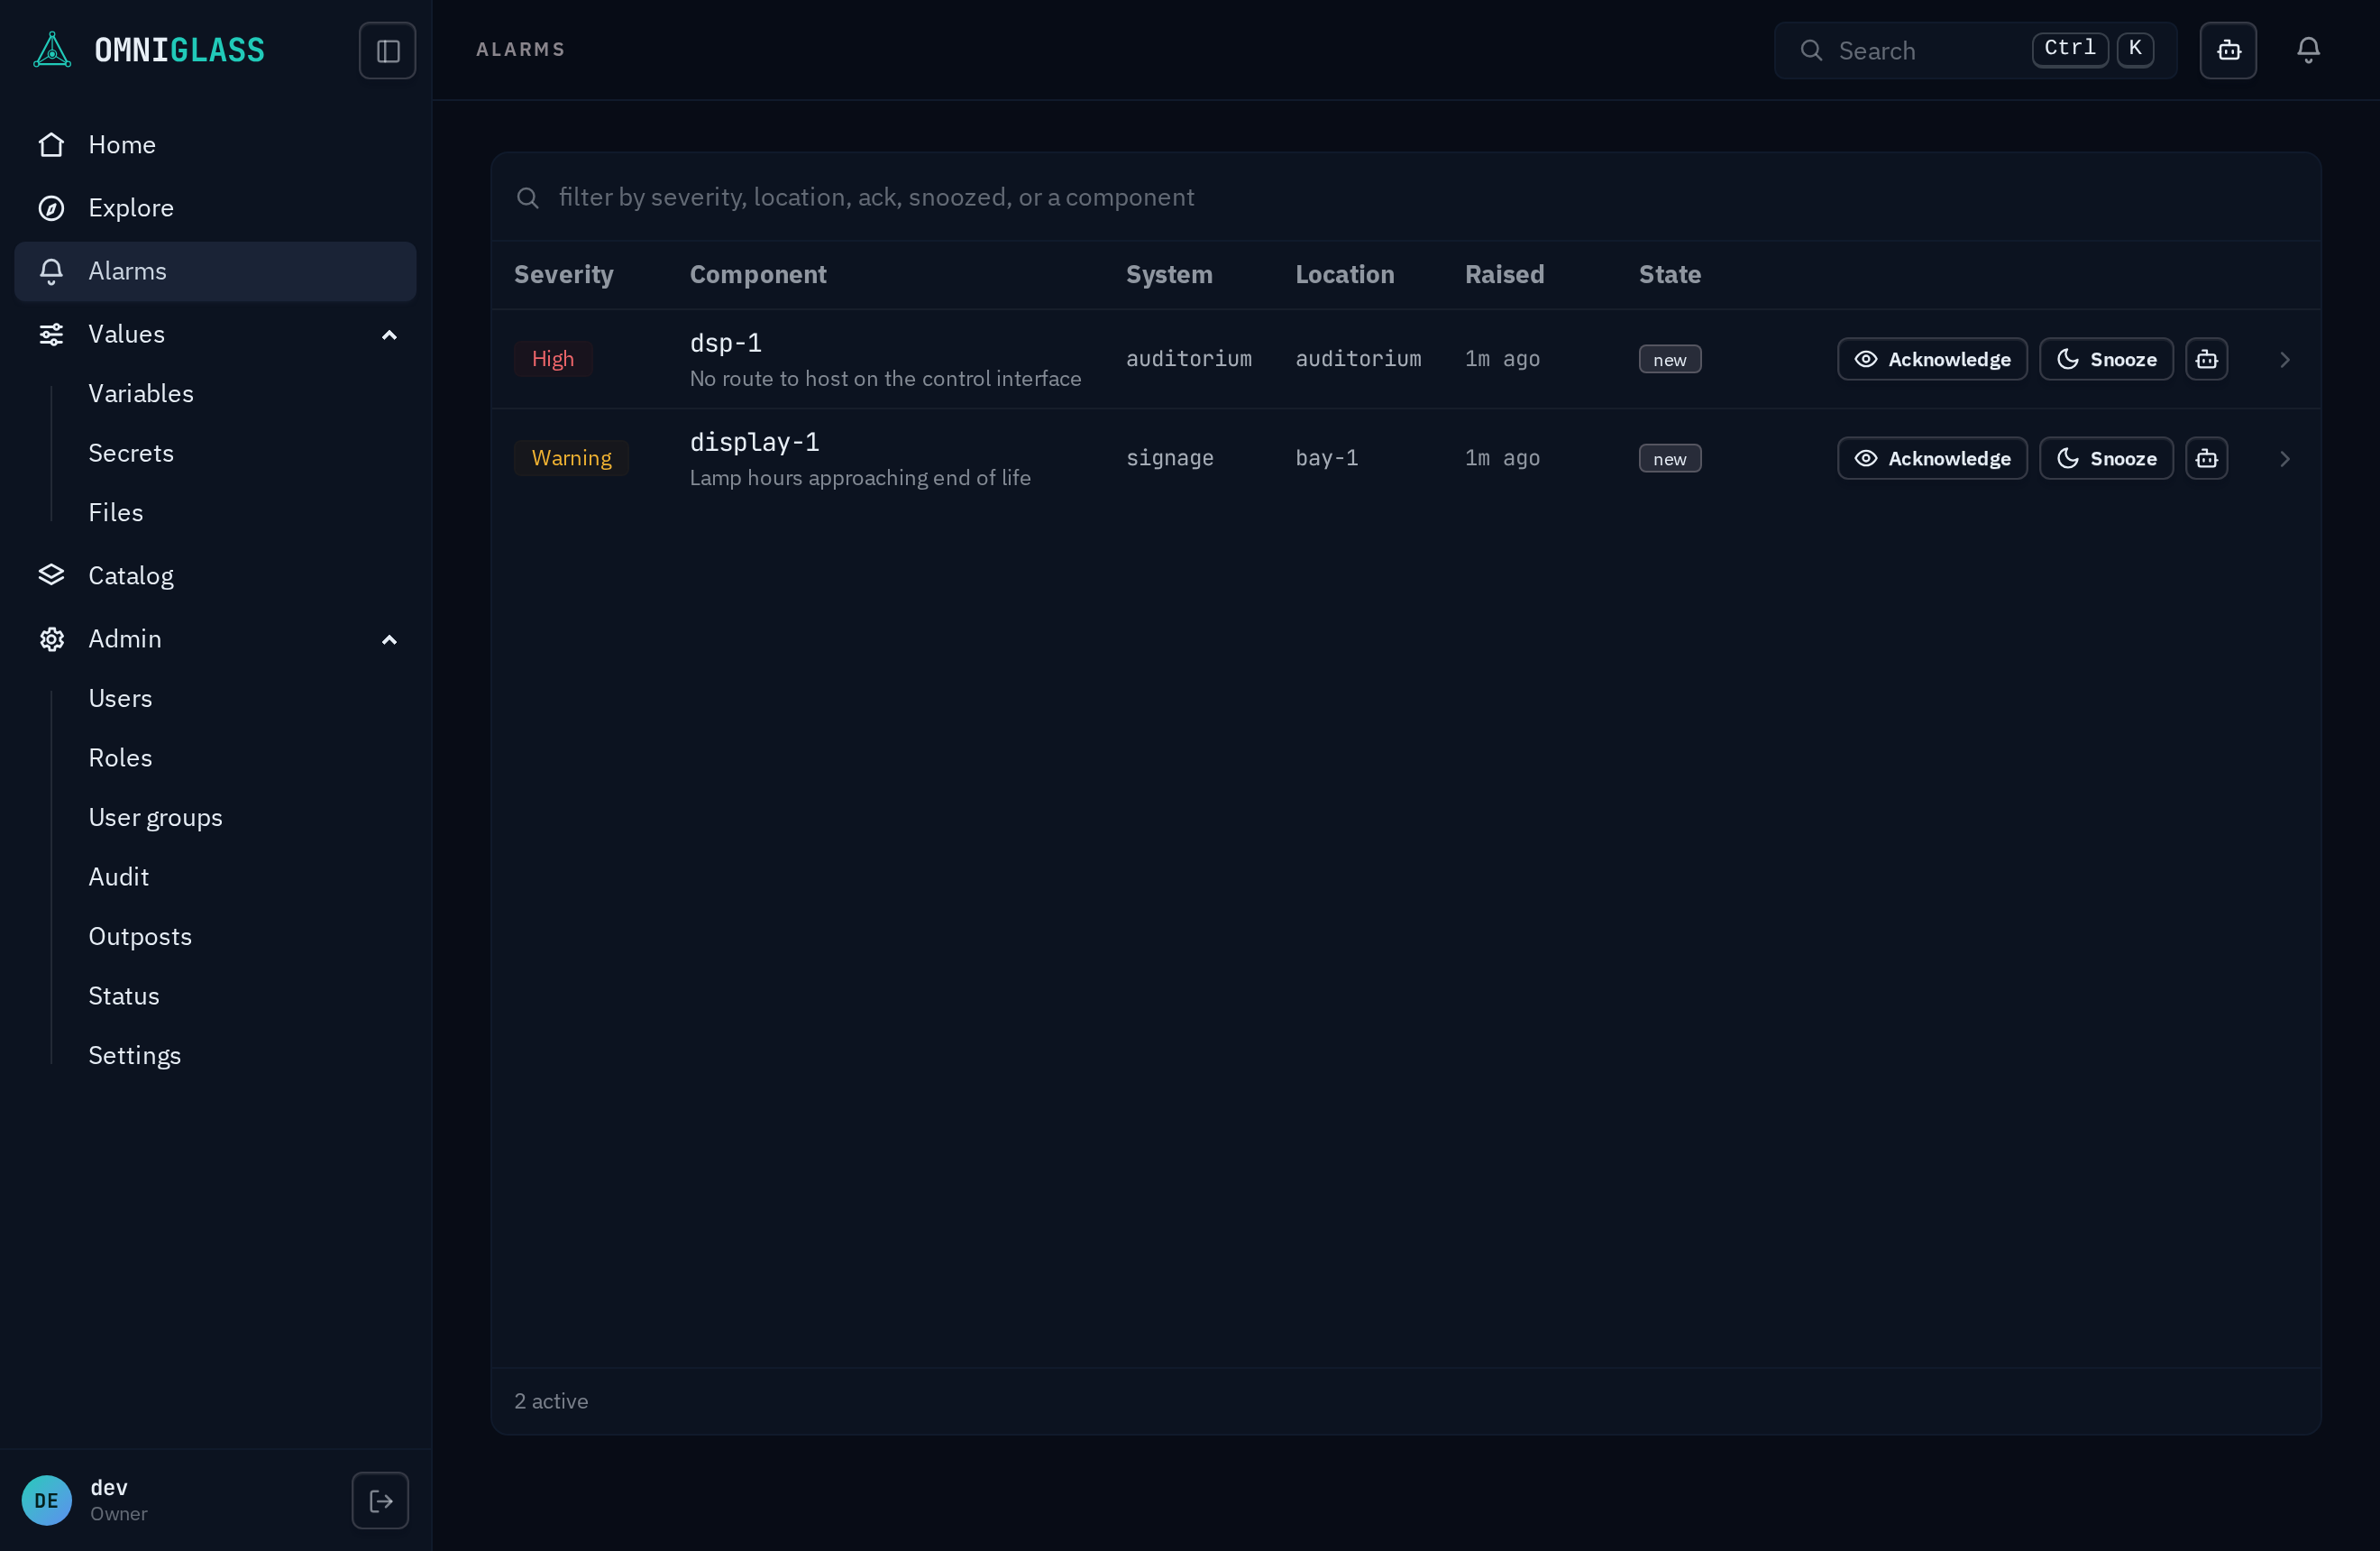 OMNIGLASS
ALARMS
Search Ctrl K
Home
Explore
Alarms
Values
Variables
Secrets
Files
Catalog
Admin
Users
Roles
User groups
Audit
Outposts
Status
Settings
DE
dev
Owner
filter by severity, location, ack, snoozed, or a component
Severity Component System Location Raised State
High dsp-1 auditorium auditorium 1m ago new Acknowledge Snooze
No route to host on the control interface
Warning display-1 signage bay-1 1m ago new Acknowledge Snooze
Lamp hours approaching end of life
2 active